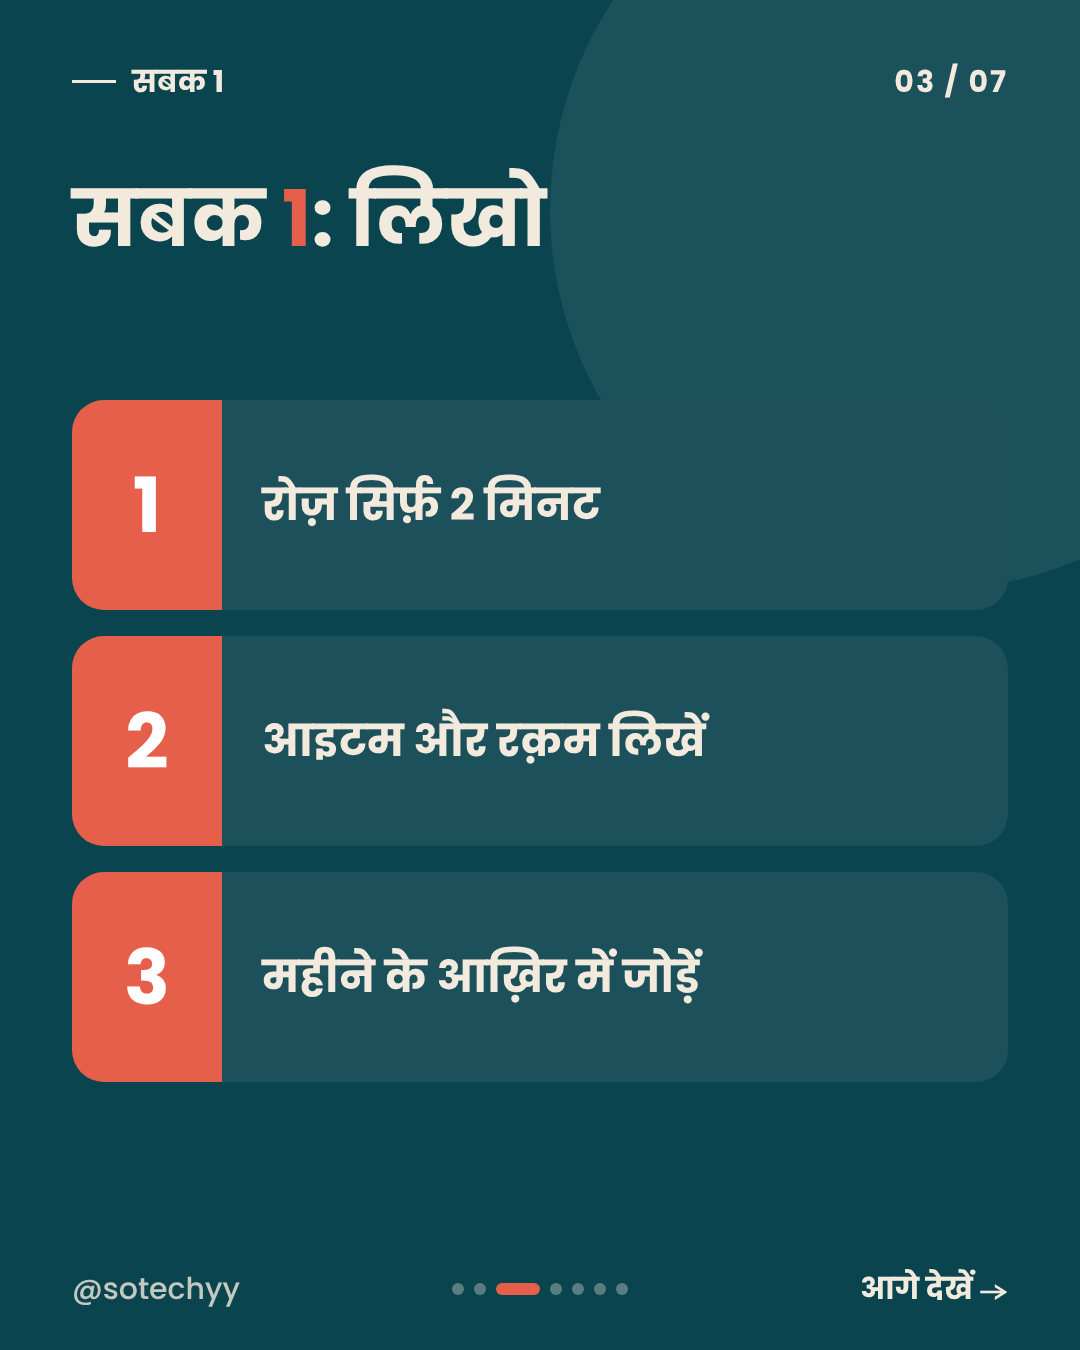 सबक 1
03 / 07
सबक 1: लिखो
1
रोज़ सिर्फ़ 2 मिनट
2
आइटम और रक़म लिखें
3
महीने के आख़िर में जोड़ें
@sotechyy
आगे देखें →